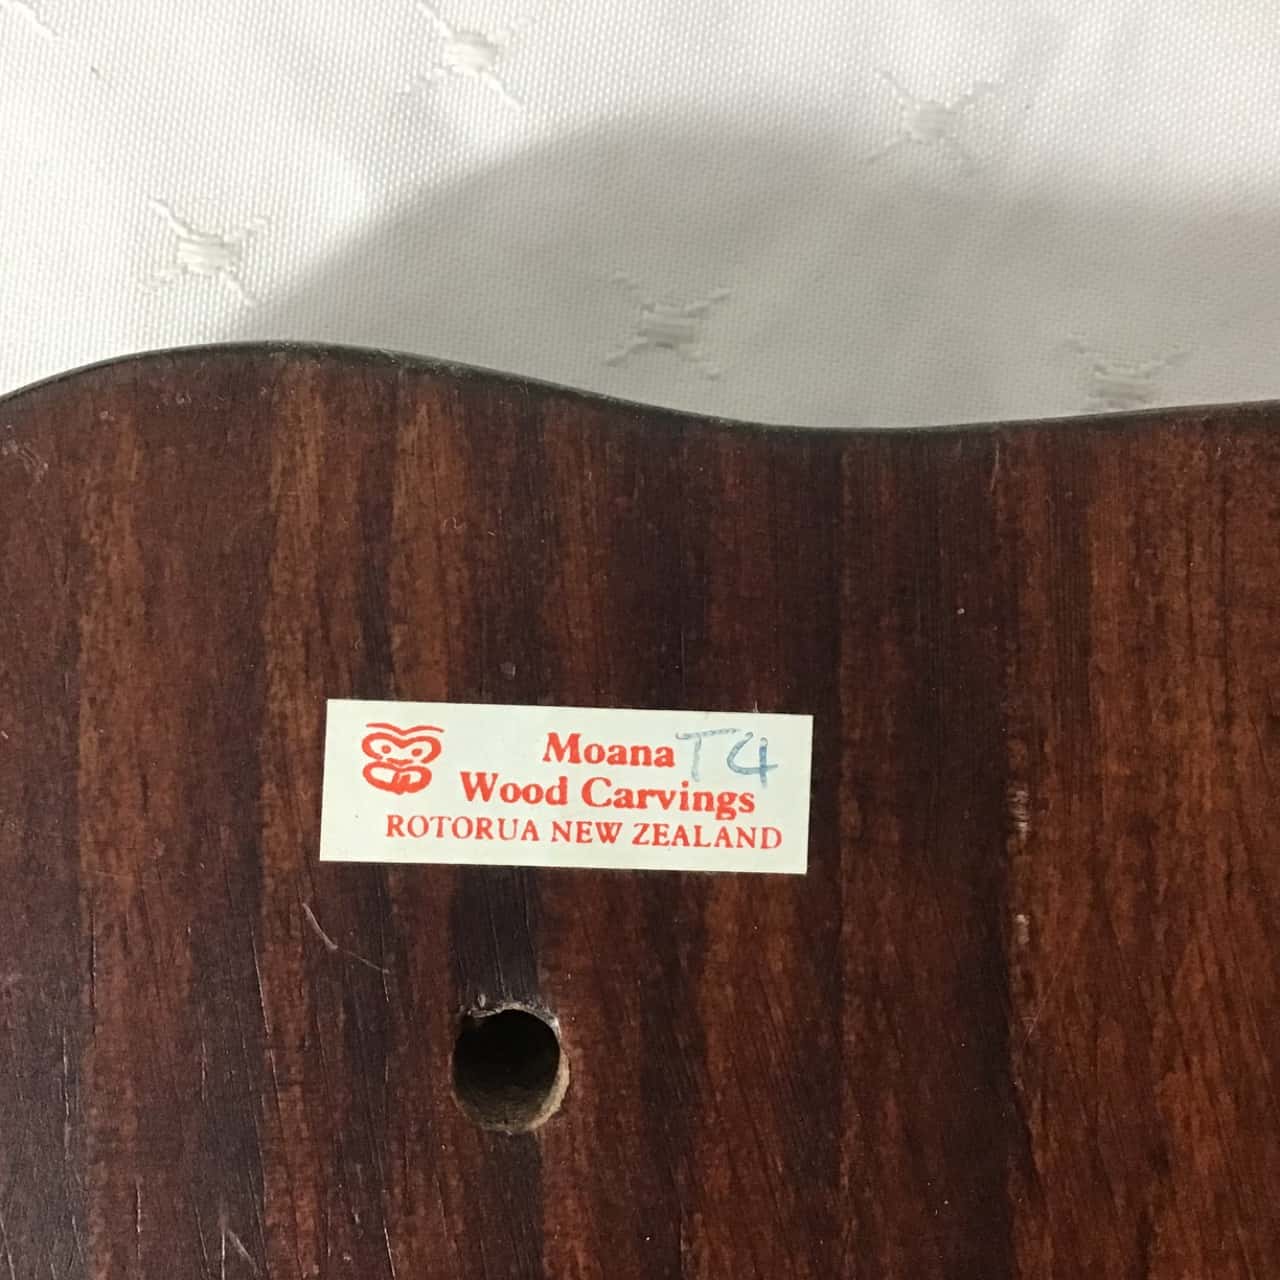 Moana T4
Wood Carvings
ROTORUA NEW ZEALAND